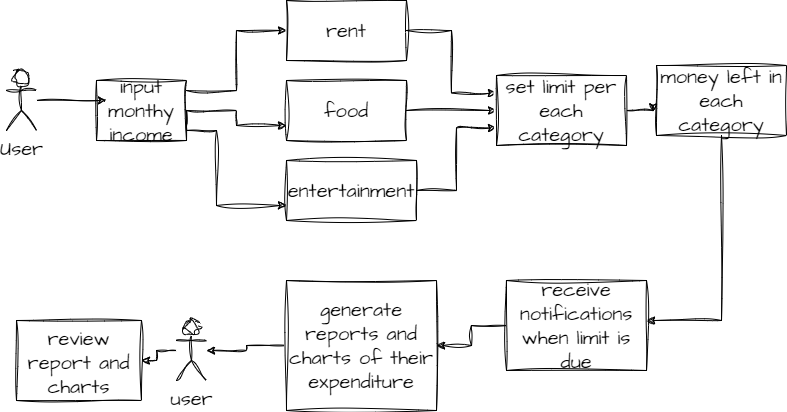 user
input
monthy
income
rent
food
entertainment
set limit per
each
category
money left in
each
category
receive
notifications
when limit is
due
generate
reports and
charts of their
expenditure
user
review
report and
charts